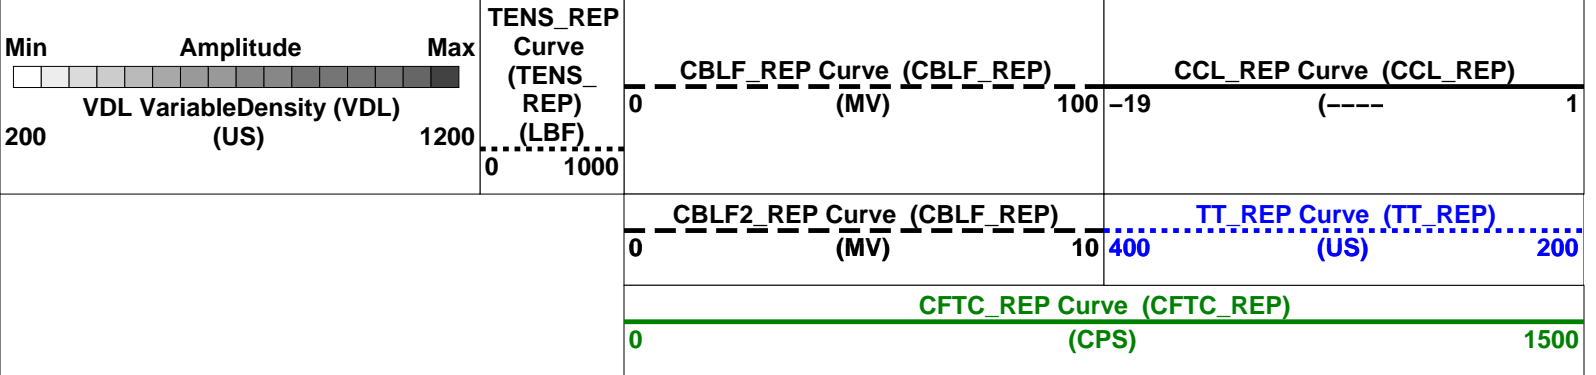 Min Amplitude Max
VDL VariableDensity (VDL)
200 (US) 1200
TENS_REP
Curve
(TENS_
REP)
(LBF)
0 1000
CBLF_REP Curve (CBLF_REP)
0 (MV) 100
CCL_REP Curve (CCL_REP)
−19 (−−−− 1
CBLF2_REP Curve (CBLF_REP)
0 (MV) 10
TT_REP Curve (TT_REP)
400 (US) 200
CFTC_REP Curve (CFTC_REP)
0 (CPS) 1500